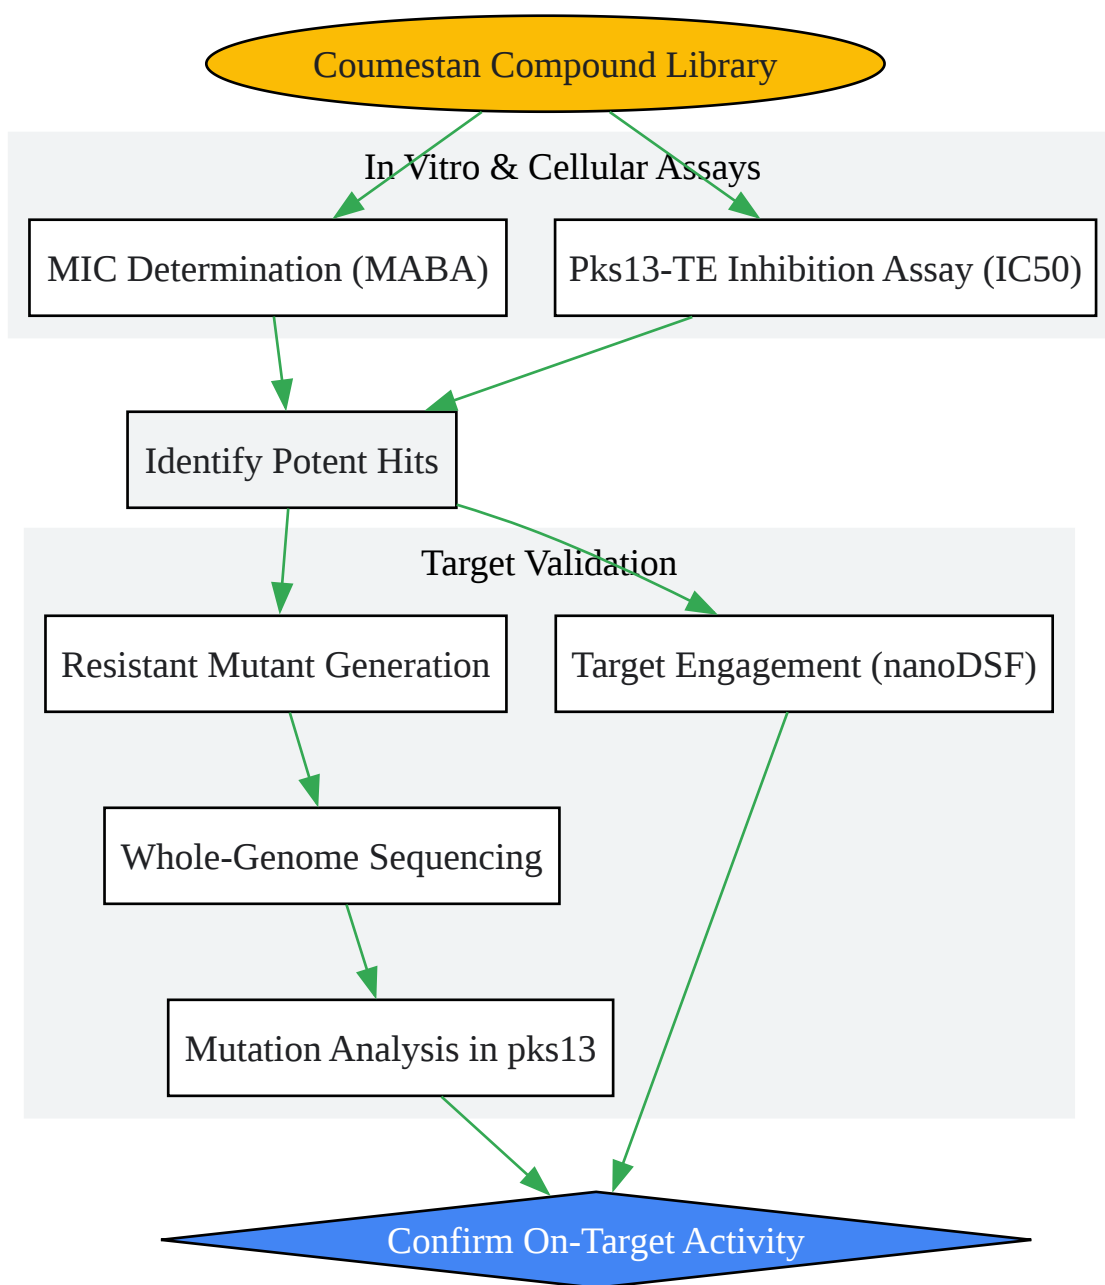 Coumestan Compound Library
In Vitro & Cellular Assays
MIC Determination (MABA)
Pks13-TE Inhibition Assay (IC50)
Identify Potent Hits
Target Validation
Resistant Mutant Generation
Target Engagement (nanoDSF)
Whole-Genome Sequencing
Mutation Analysis in pks13
Confirm On-Target Activity